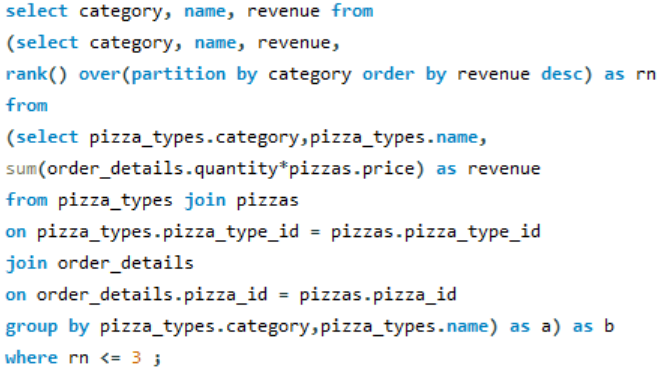 select category, name, revenue from
(select category, name, revenue,
rank() over(partition by category order by revenue desc) as rn
from
(select pizza_types.category,pizza_types.name,
sum(order_details.quantity*pizzas.price) as revenue
from pizza_types join pizzas
on pizza_types.pizza_type_id = pizzas.pizza_type_id
join order_details
on order_details.pizza_id = pizzas.pizza_id
group by pizza_types.category,pizza_types.name) as a) as b
where rn <= 3 ;